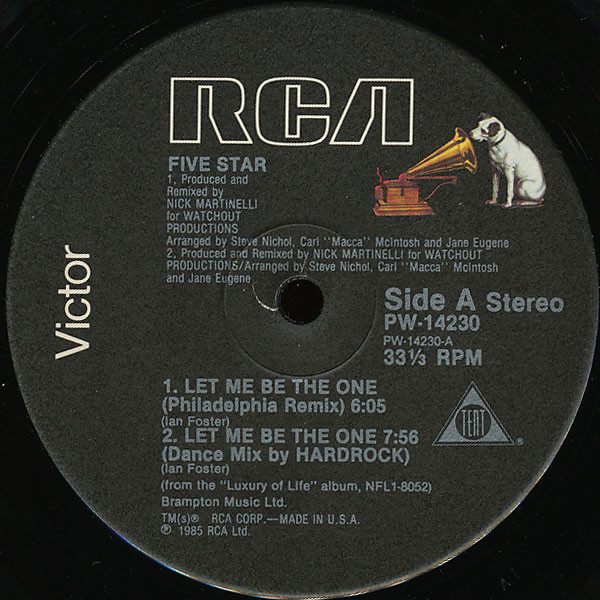 RCA
FIVE STAR
1, Produced and
Remixed by
NICK MARTINELLI
for WATCHOUT
PRODUCTIONS
Arranged by Steve Nichol, Carl "Macca" McIntosh and Jane Eugene
2, Produced and Remixed by NICK MARTINELLI for WATCHOUT
PRODUCTIONS/Arranged by Steve Nichol, Carl "Macca" McIntosh
and Jane Eugene
Victor
Side A Stereo
PW-14230
PW-14230-A
33⅓ RPM
1. LET ME BE THE ONE
(Philadelphia Remix) 6:05
(Ian Foster)
2. LET ME BE THE ONE 7:56
(Dance Mix by HARDROCK)
(Ian Foster)
(from the "Luxury of Life" album, NFL1-8052)
Brampton Music Ltd.
TM(s)® RCA CORP.—MADE IN U.S.A.
℗ 1985 RCA Ltd.
TENT ®